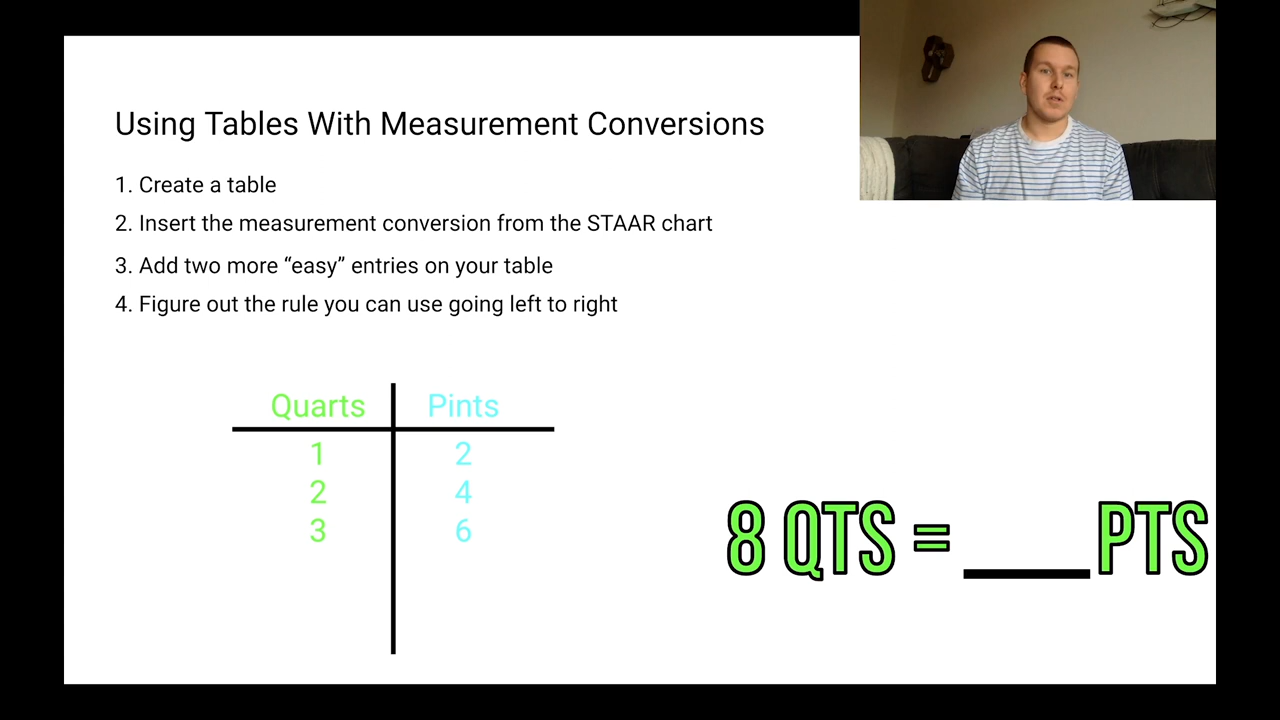 Using Tables With Measurement Conversions
1. Create a table
2. Insert the measurement conversion from the STAAR chart
3. Add two more “easy” entries on your table
4. Figure out the rule you can use going left to right
Quarts Pints
1 2
2 4
3 6
8 QTS = ___ PTS